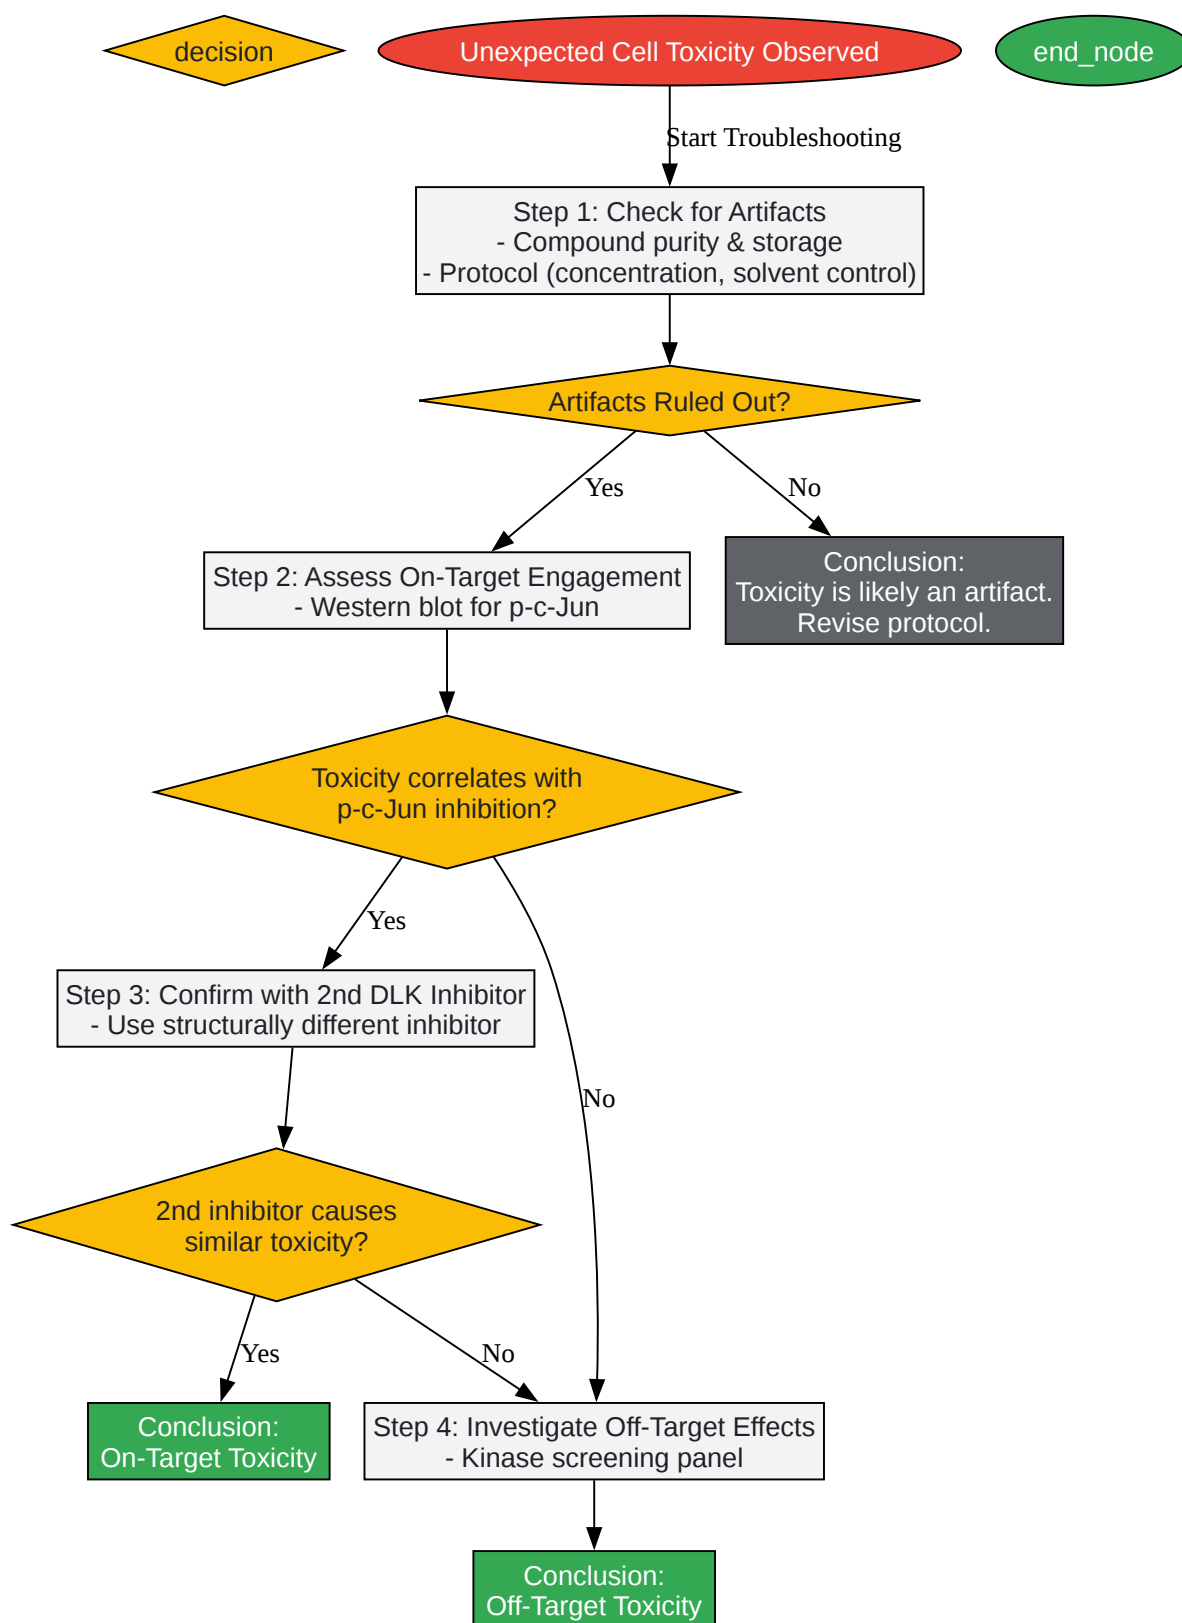 decision
Unexpected Cell Toxicity Observed
end_node
Start Troubleshooting
Step 1: Check for Artifacts
- Compound purity & storage
- Protocol (concentration, solvent control)
Artifacts Ruled Out?
Yes
No
Step 2: Assess On-Target Engagement
- Western blot for p-c-Jun
Conclusion:
Toxicity is likely an artifact.
Revise protocol.
Toxicity correlates with
p-c-Jun inhibition?
Yes
Step 3: Confirm with 2nd DLK Inhibitor
- Use structurally different inhibitor
No
2nd inhibitor causes
similar toxicity?
Yes
No
Conclusion:
On-Target Toxicity
Step 4: Investigate Off-Target Effects
- Kinase screening panel
Conclusion:
Off-Target Toxicity